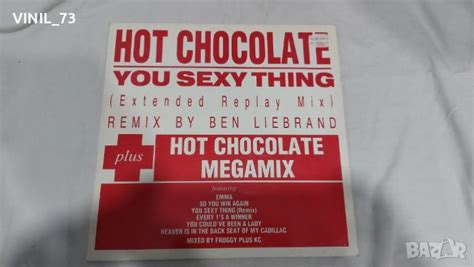 VINIL_73
HOT CHOCOLATE
YOU SEXY THING
(Extended Replay Mix)
REMIX BY BEN LIEBRAND
plus
HOT CHOCOLATE
MEGAMIX
featuring
EMMA
SO YOU WIN AGAIN
YOU SEXY THING (Remix)
EVERY 1'S A WINNER
YOU COULD'VE BEEN A LADY
HEAVEN IS IN THE BACK SEAT OF MY CADILLAC
MIXED BY FROGGY PLUS KC
BAZAR